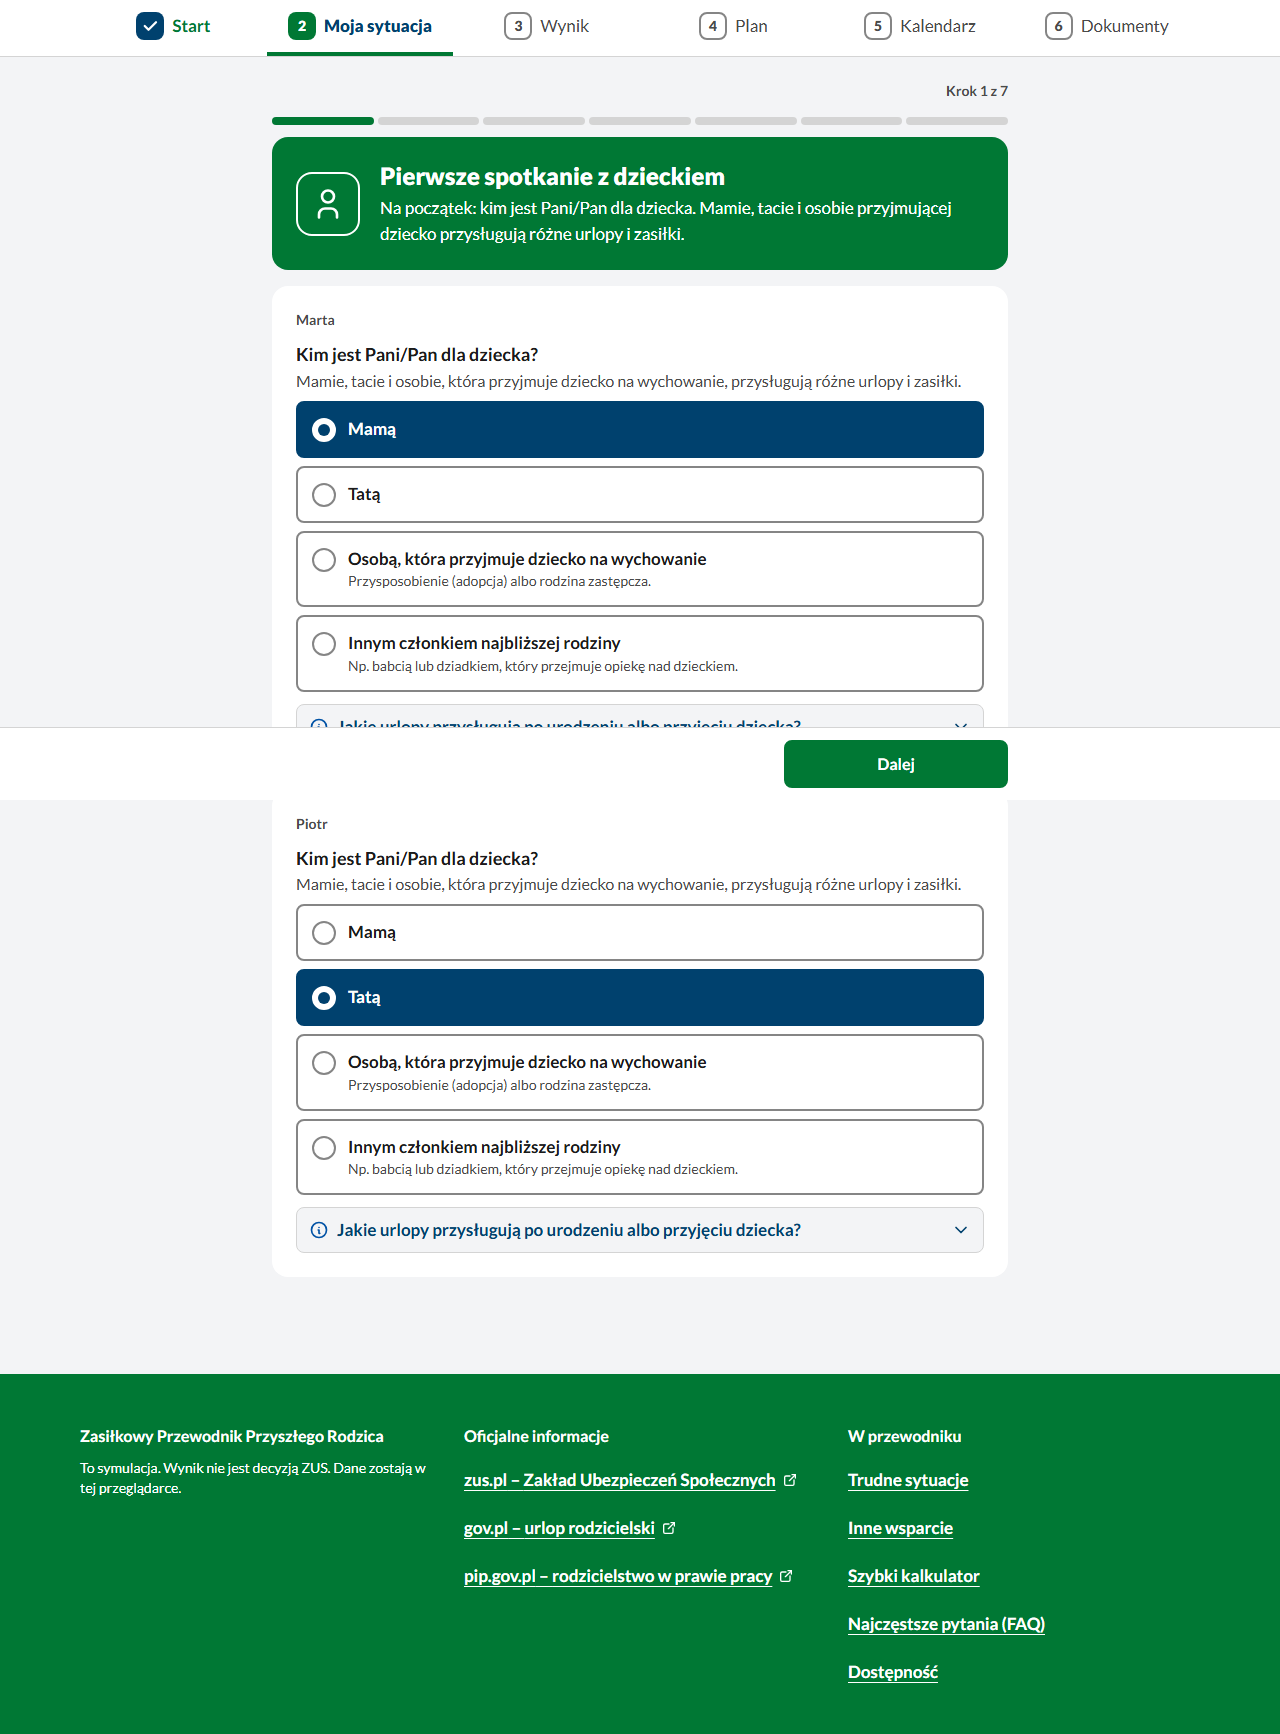 Start
2 Moja sytuacja
3 Wynik
4 Plan
5 Kalendarz
6 Dokumenty
Krok 1 z 7
Pierwsze spotkanie z dzieckiem
Na początek: kim jest Pani/Pan dla dziecka. Mamie, tacie i osobie przyjmującej
dziecko przysługują różne urlopy i zasiłki.
Marta
Kim jest Pani/Pan dla dziecka?
Mamie, tacie i osobie, która przyjmuje dziecko na wychowanie, przysługują różne urlopy i zasiłki.
Mamą
Tatą
Osobą, która przyjmuje dziecko na wychowanie
Przysposobienie (adopcja) albo rodzina zastępcza.
Innym członkiem najbliższej rodziny
Np. babcią lub dziadkiem, który przejmuje opiekę nad dzieckiem.
Jakie urlopy przysługują po urodzeniu albo przyjęciu dziecka?
Dalej
Piotr
Kim jest Pani/Pan dla dziecka?
Mamie, tacie i osobie, która przyjmuje dziecko na wychowanie, przysługują różne urlopy i zasiłki.
Mamą
Tatą
Osobą, która przyjmuje dziecko na wychowanie
Przysposobienie (adopcja) albo rodzina zastępcza.
Innym członkiem najbliższej rodziny
Np. babcią lub dziadkiem, który przejmuje opiekę nad dzieckiem.
Jakie urlopy przysługują po urodzeniu albo przyjęciu dziecka?
Zasiłkowy Przewodnik Przyszłego Rodzica
To symulacja. Wynik nie jest decyzją ZUS. Dane zostają w
tej przeglądarce.
Oficjalne informacje
zus.pl – Zakład Ubezpieczeń Społecznych
gov.pl – urlop rodzicielski
pip.gov.pl – rodzicielstwo w prawie pracy
W przewodniku
Trudne sytuacje
Inne wsparcie
Szybki kalkulator
Najczęstsze pytania (FAQ)
Dostępność